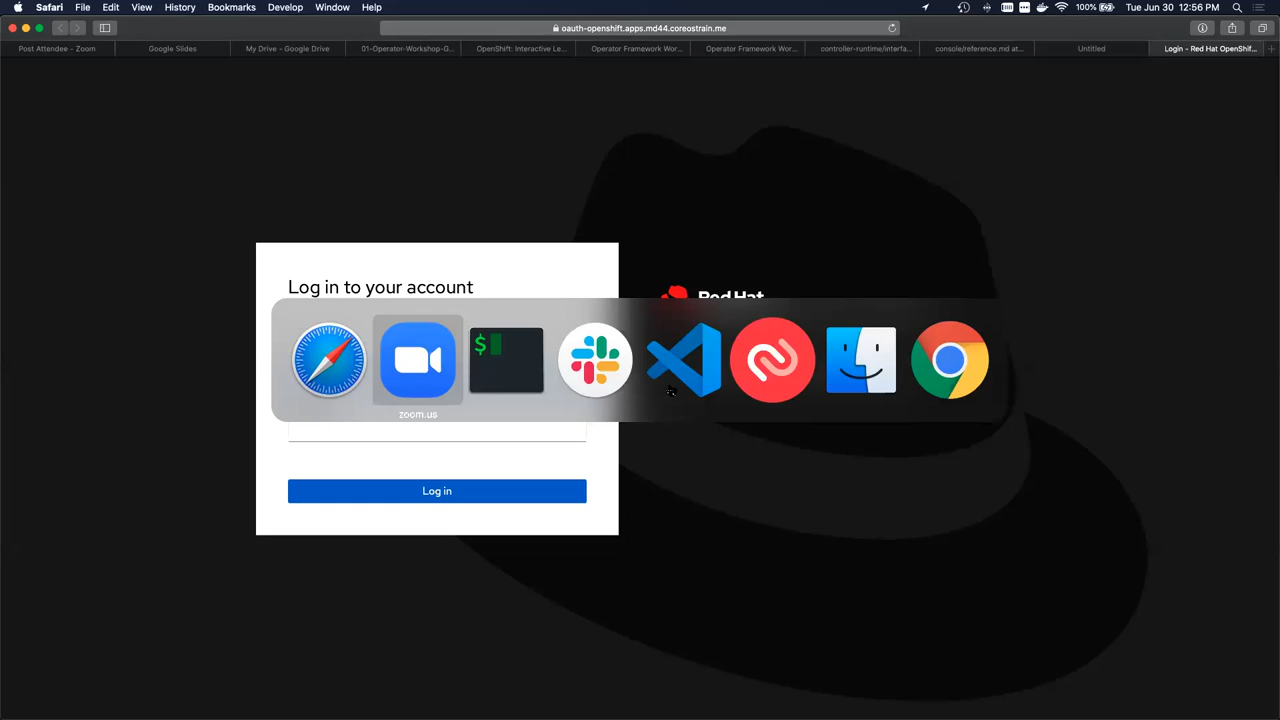 Safari File Edit View History Bookmarks Develop Window Help 100% Tue Jun 30 12:56 PM
oauth-openshift.apps.md44.coreostrain.me
Post Attendee - Zoom Google Slides My Drive - Google Drive 01-Operator-Workshop-G... OpenShift: Interactive Le... Operator Framework Wor... Operator Framework Wor... controller-runtime/interfa... console/reference.md at... Untitled Login - Red Hat OpenShif...
Log in to your account
Red Hat
$
zoom.us
Log in